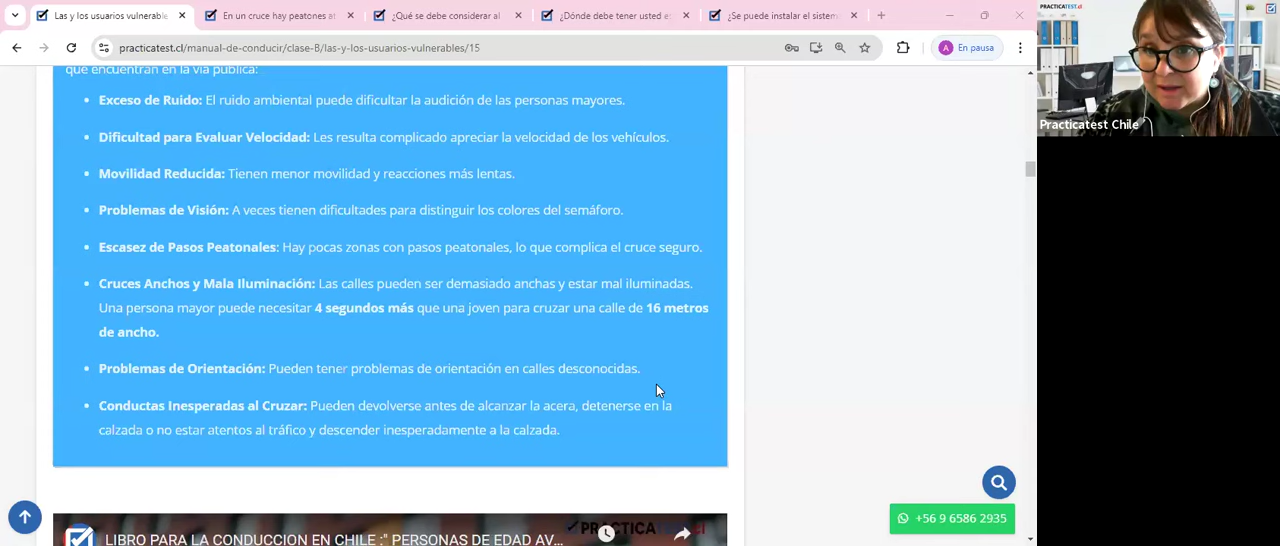 Las y los usuarios vulnerable
En un cruce hay peatones at
¿Qué se debe considerar al
¿Dónde debe tener usted es
¿Se puede instalar el sistem
practicatest.cl/manual-de-conducir/clase-B/las-y-los-usuarios-vulnerables/15
A
En pausa
PRACTICATEST.cl
Practicatest Chile
que encuentran en la vía pública:
Exceso de Ruido: El ruido ambiental puede dificultar la audición de las personas mayores.
Dificultad para Evaluar Velocidad: Les resulta complicado apreciar la velocidad de los vehículos.
Movilidad Reducida: Tienen menor movilidad y reacciones más lentas.
Problemas de Visión: A veces tienen dificultades para distinguir los colores del semáforo.
Escasez de Pasos Peatonales: Hay pocas zonas con pasos peatonales, lo que complica el cruce seguro.
Cruces Anchos y Mala Iluminación: Las calles pueden ser demasiado anchas y estar mal iluminadas.
Una persona mayor puede necesitar 4 segundos más que una joven para cruzar una calle de 16 metros
de ancho.
Problemas de Orientación: Pueden tener problemas de orientación en calles desconocidas.
Conductas Inesperadas al Cruzar: Pueden devolverse antes de alcanzar la acera, detenerse en la
calzada o no estar atentos al tráfico y descender inesperadamente a la calzada.
+56 9 6586 2935
PRACTICATEST.cl
LIBRO PARA LA CONDUCCION EN CHILE :" PERSONAS DE EDAD AV...